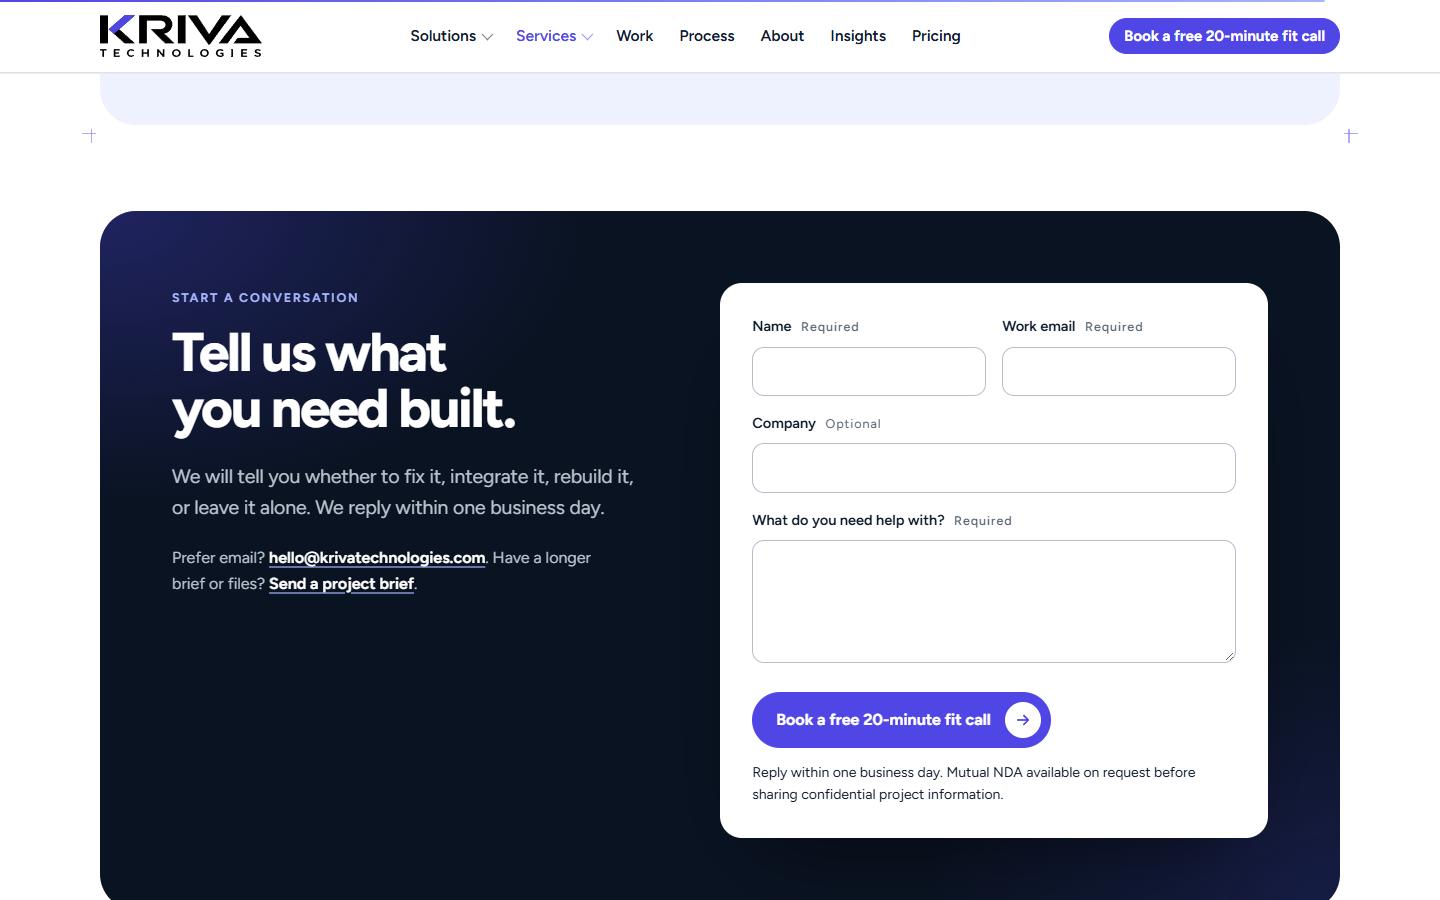 KRIVA
TECHNOLOGIES
Solutions Services Work Process About Insights Pricing
Book a free 20-minute fit call
START A CONVERSATION
Tell us what
you need built.
We will tell you whether to fix it, integrate it, rebuild it,
or leave it alone. We reply within one business day.
Prefer email? hello@krivatechnologies.com. Have a longer
brief or files? Send a project brief.
Name Required
Work email Required
Company Optional
What do you need help with? Required
Book a free 20-minute fit call
Reply within one business day. Mutual NDA available on request before
sharing confidential project information.